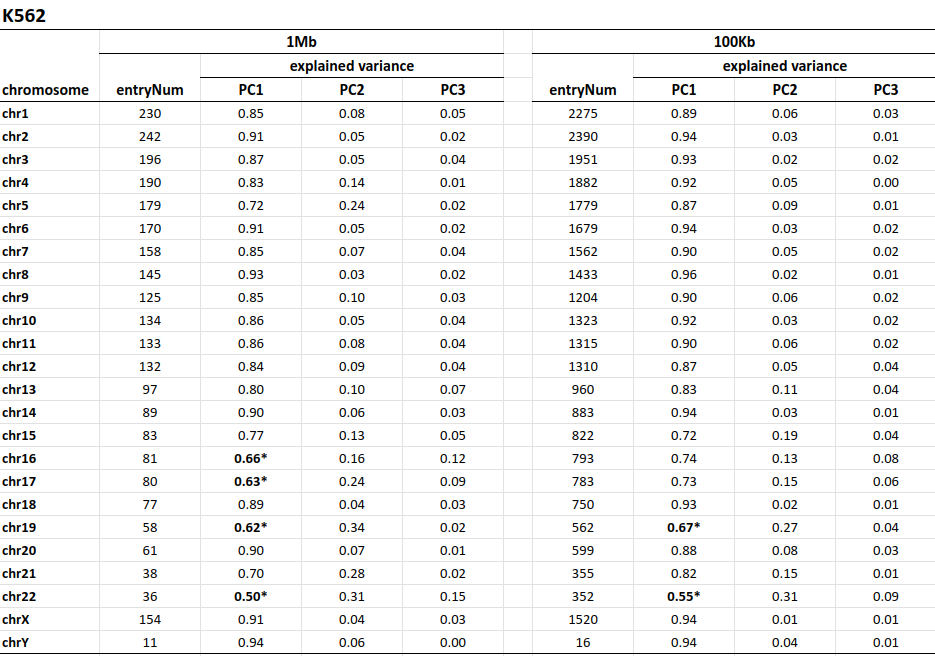 K562
1Mb 100Kb
explained variance explained variance
chromosome entryNum PC1 PC2 PC3 entryNum PC1 PC2 PC3
chr1 230 0.85 0.08 0.05 2275 0.89 0.06 0.03
chr2 242 0.91 0.05 0.02 2390 0.94 0.03 0.01
chr3 196 0.87 0.05 0.04 1951 0.93 0.02 0.02
chr4 190 0.83 0.14 0.01 1882 0.92 0.05 0.00
chr5 179 0.72 0.24 0.02 1779 0.87 0.09 0.01
chr6 170 0.91 0.05 0.02 1679 0.94 0.03 0.02
chr7 158 0.85 0.07 0.04 1562 0.90 0.05 0.02
chr8 145 0.93 0.03 0.02 1433 0.96 0.02 0.01
chr9 125 0.85 0.10 0.03 1204 0.90 0.06 0.02
chr10 134 0.86 0.05 0.04 1323 0.92 0.03 0.02
chr11 133 0.86 0.08 0.04 1315 0.90 0.06 0.02
chr12 132 0.84 0.09 0.04 1310 0.87 0.05 0.04
chr13 97 0.80 0.10 0.07 960 0.83 0.11 0.04
chr14 89 0.90 0.06 0.03 883 0.94 0.03 0.01
chr15 83 0.77 0.13 0.05 822 0.72 0.19 0.04
chr16 81 0.66* 0.16 0.12 793 0.74 0.13 0.08
chr17 80 0.63* 0.24 0.09 783 0.73 0.15 0.06
chr18 77 0.89 0.04 0.03 750 0.93 0.02 0.01
chr19 58 0.62* 0.34 0.02 562 0.67* 0.27 0.04
chr20 61 0.90 0.07 0.01 599 0.88 0.08 0.03
chr21 38 0.70 0.28 0.02 355 0.82 0.15 0.01
chr22 36 0.50* 0.31 0.15 352 0.55* 0.31 0.09
chrX 154 0.91 0.04 0.03 1520 0.94 0.01 0.01
chrY 11 0.94 0.06 0.00 16 0.94 0.04 0.01